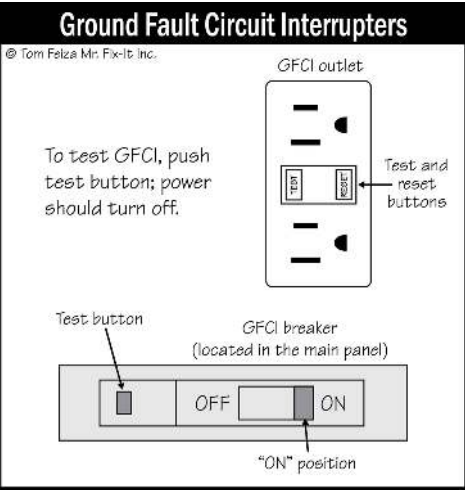 Ground Fault Circuit Interrupters
© Tom Feiza Mr. Fix-It Inc.
GFCI outlet
To test GFCI, push
test button; power
should turn off.
TEST
RESET
Test and
reset
buttons
Test button
GFCI breaker
(located in the main panel)
OFF
ON
"ON" position